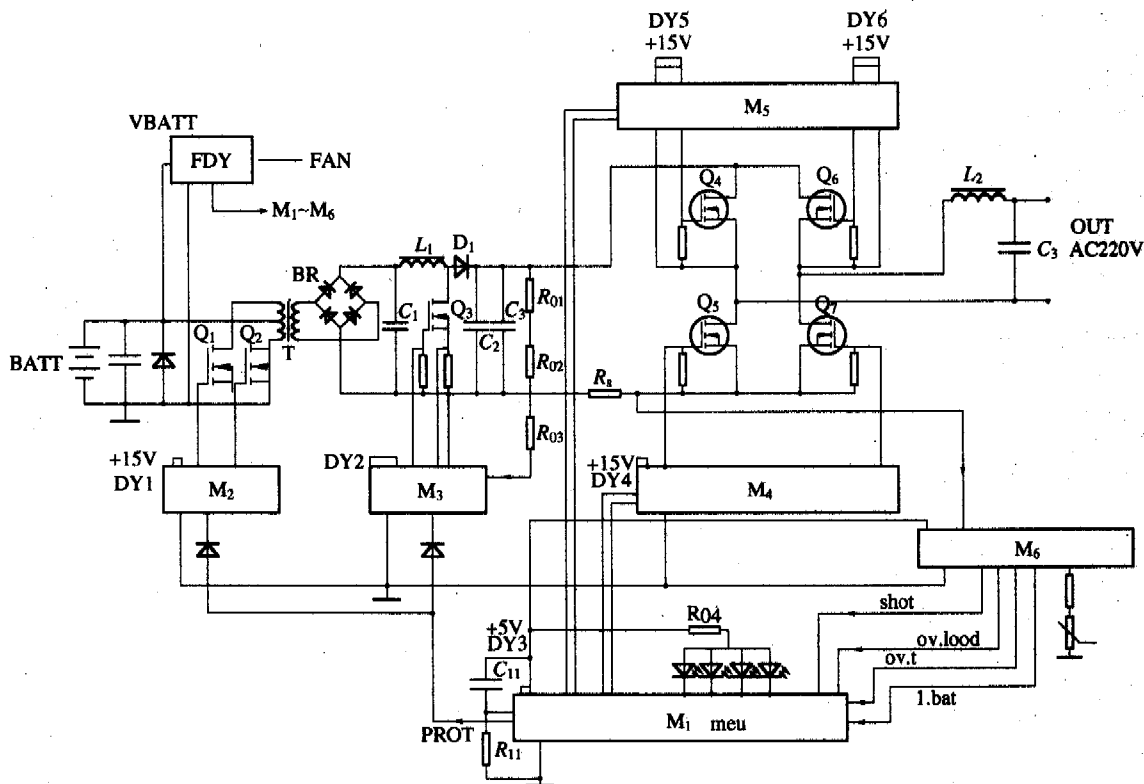 DY5
+15V
DY6
+15V
M5
VBATT
FDY
FAN
M1~M6
Q4
Q6
L2
OUT
AC220V
C3
L1
D1
BR
C1
Q3
C2
C3
R01
Q1
Q2
T
Q5
Q7
BATT
R02
Rs
R03
+15V
DY1
M2
DY2
M3
+15V
DY4
M4
M6
shot
R04
+5V
DY3
ov.lood
ov.t
C11
1.bat
M1 meu
PROT
R11